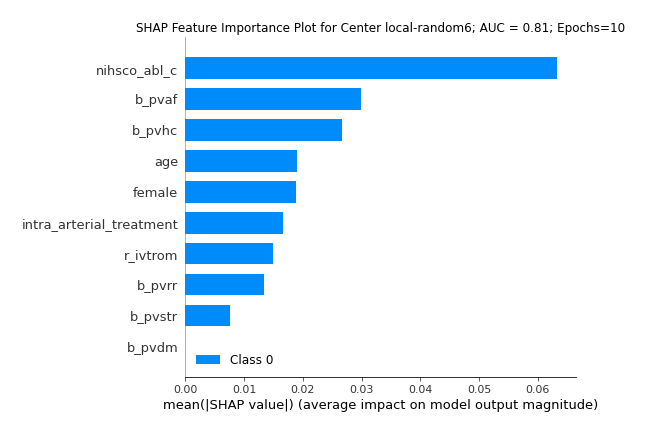 SHAP Feature Importance Plot for Center local-random6; AUC = 0.81; Epochs=10
nihsco_abl_c
b_pvaf
b_pvhc
age
female
intra_arterial_treatment
r_ivtrom
b_pvrr
b_pvstr
b_pvdm
Class 0
0.00 0.01 0.02 0.03 0.04 0.05 0.06
mean(|SHAP value|) (average impact on model output magnitude)